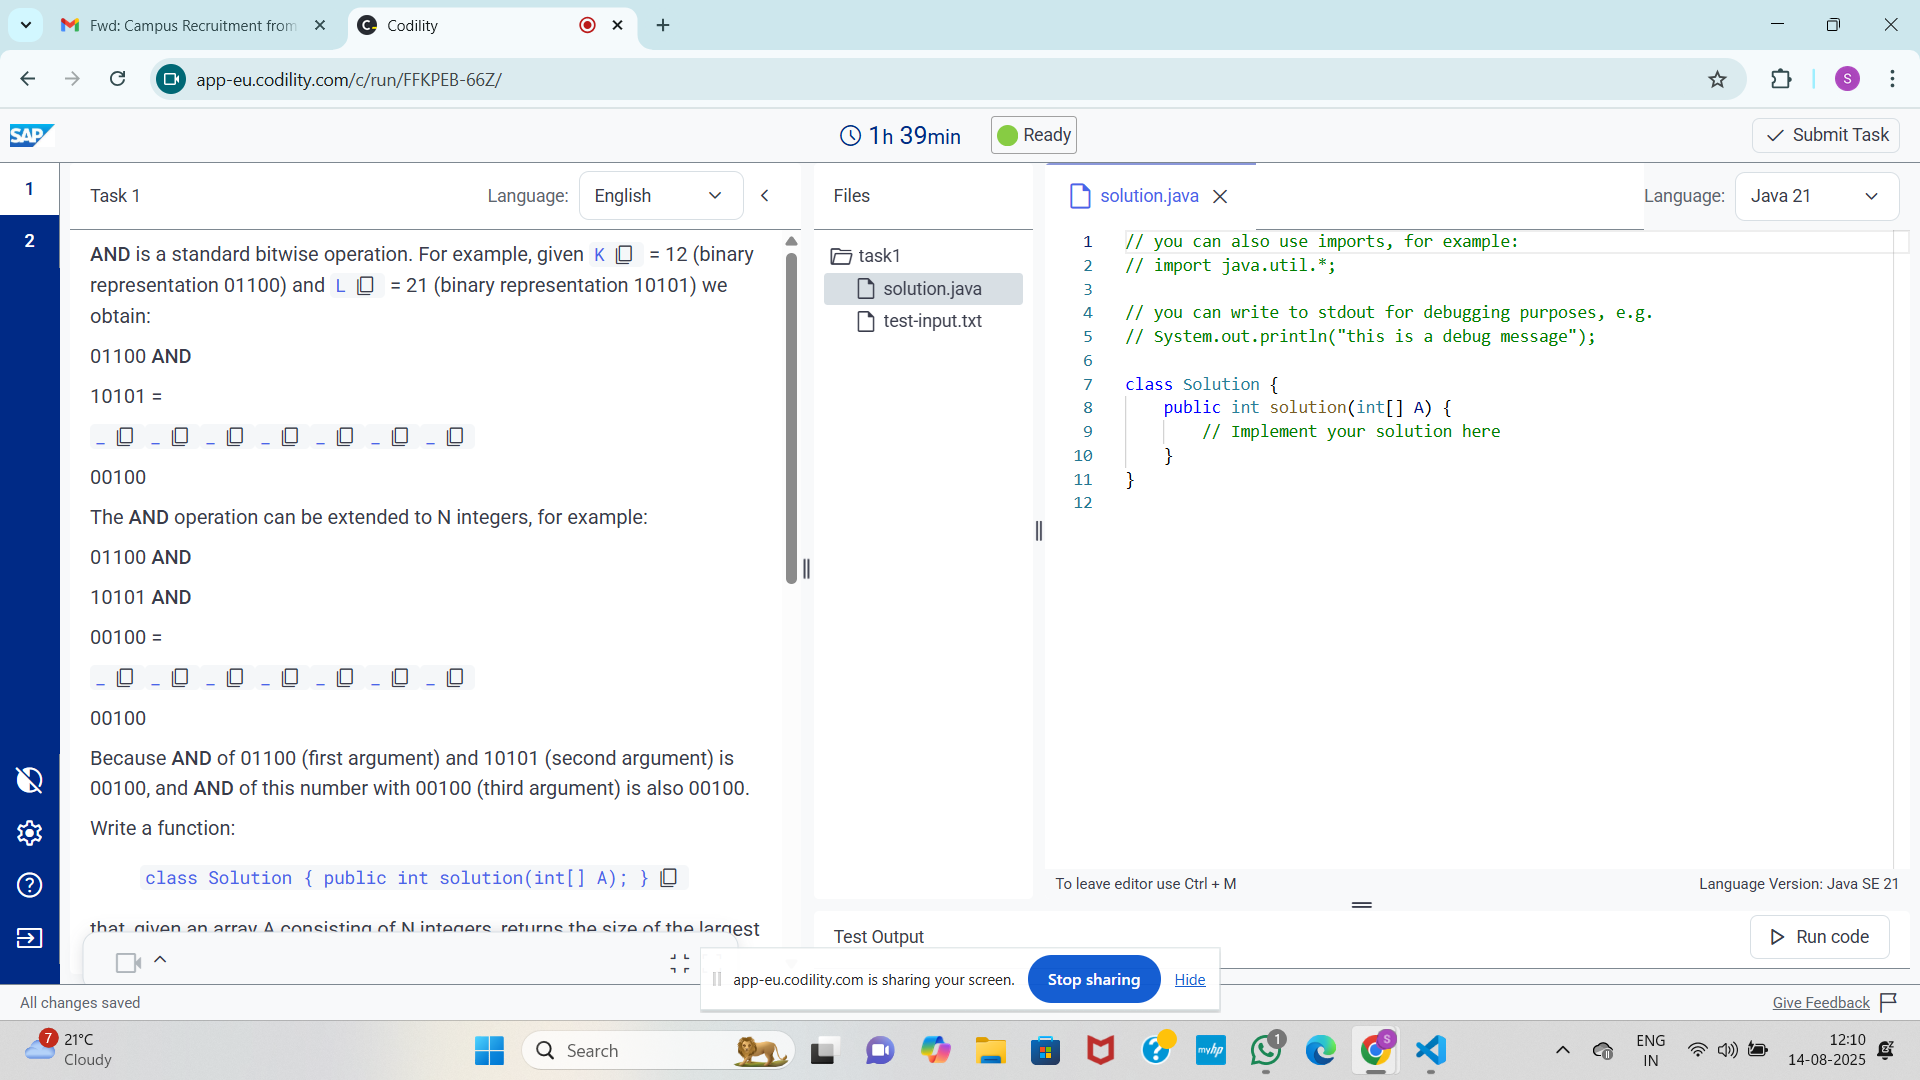 Fwd: Campus Recruitment from
Codility
app-eu.codility.com/c/run/FFKPEB-66Z/
S
SAP
1h 39min
Ready
Submit Task
1
2
Task 1
Language:
English
AND is a standard bitwise operation. For example, given K = 12 (binary
representation 01100) and L = 21 (binary representation 10101) we
obtain:
01100 AND
10101 =
_ _ _ _ _ _ _
00100
The AND operation can be extended to N integers, for example:
01100 AND
10101 AND
00100 =
_ _ _ _ _ _ _
00100
Because AND of 01100 (first argument) and 10101 (second argument) is
00100, and AND of this number with 00100 (third argument) is also 00100.
Write a function:
class Solution { public int solution(int[] A); }
that, given an array A consisting of N integers, returns the size of the largest
Files
task1
solution.java
test-input.txt
solution.java
Language:
Java 21
1 // you can also use imports, for example:
2 // import java.util.*;
3
4 // you can write to stdout for debugging purposes, e.g.
5 // System.out.println("this is a debug message");
6
7 class Solution {
8 public int solution(int[] A) {
9 // Implement your solution here
10 }
11 }
12
To leave editor use Ctrl + M
Language Version: Java SE 21
Test Output
Run code
app-eu.codility.com is sharing your screen.
Stop sharing
Hide
All changes saved
Give Feedback
7
21°C
Cloudy
Search
myhp
1
S
ENG
IN
12:10
14-08-2025